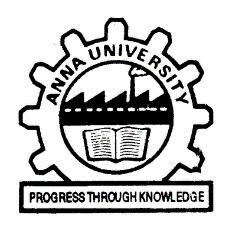 ANNA UNIVERSITY
PROGRESS THROUGH KNOWLEDGE